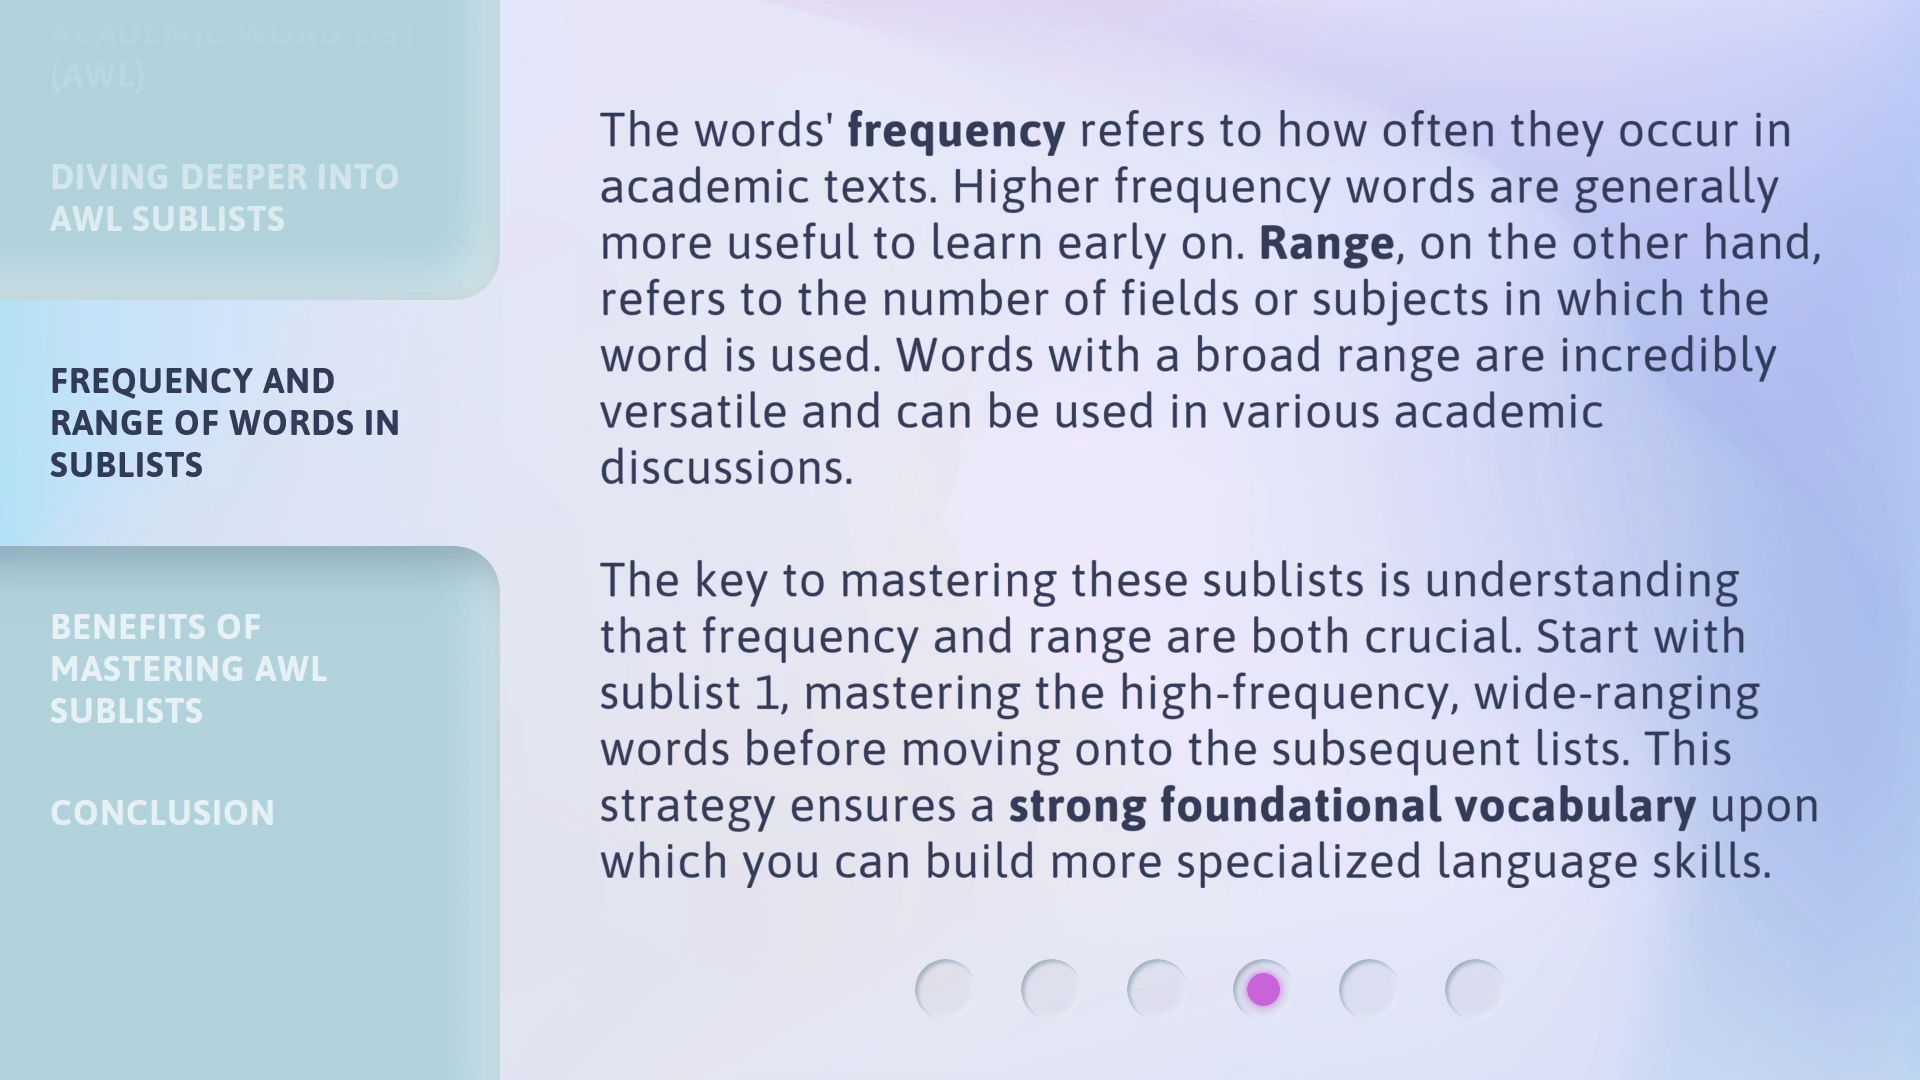 ACADEMIC WORD LIST
(AWL)
DIVING DEEPER INTO
AWL SUBLISTS
FREQUENCY AND
RANGE OF WORDS IN
SUBLISTS
BENEFITS OF
MASTERING AWL
SUBLISTS
CONCLUSION
The words' frequency refers to how often they occur in
academic texts. Higher frequency words are generally
more useful to learn early on. Range, on the other hand,
refers to the number of fields or subjects in which the
word is used. Words with a broad range are incredibly
versatile and can be used in various academic
discussions.
The key to mastering these sublists is understanding
that frequency and range are both crucial. Start with
sublist 1, mastering the high-frequency, wide-ranging
words before moving onto the subsequent lists. This
strategy ensures a strong foundational vocabulary upon
which you can build more specialized language skills.